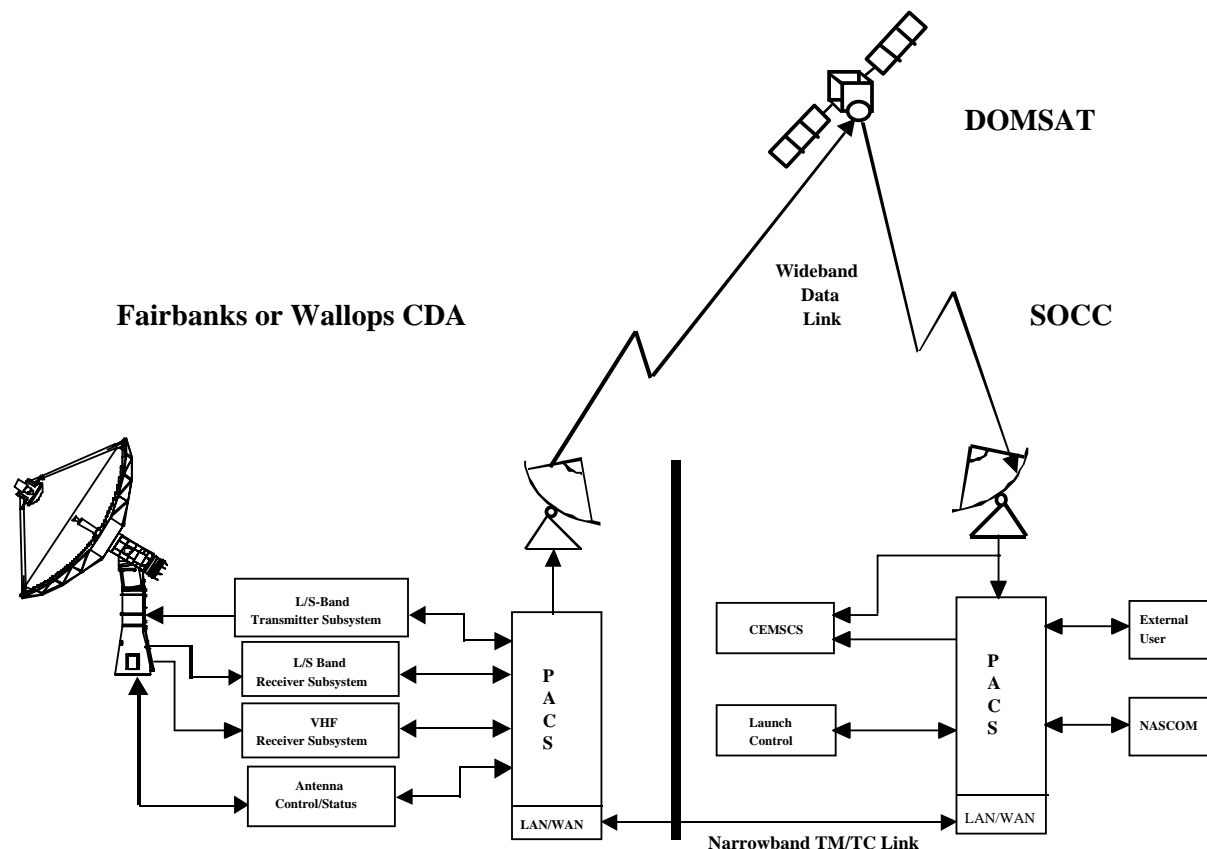 DOMSAT
Wideband
Data
Link
Fairbanks or Wallops CDA
SOCC
L/S-Band
Transmitter Subsystem
L/S Band
Receiver Subsystem
VHF
Receiver Subsystem
Antenna
Control/Status
P
A
C
S
LAN/WAN
CEMSCS
Launch
Control
P
A
C
S
LAN/WAN
External
User
NASCOM
Narrowband TM/TC Link